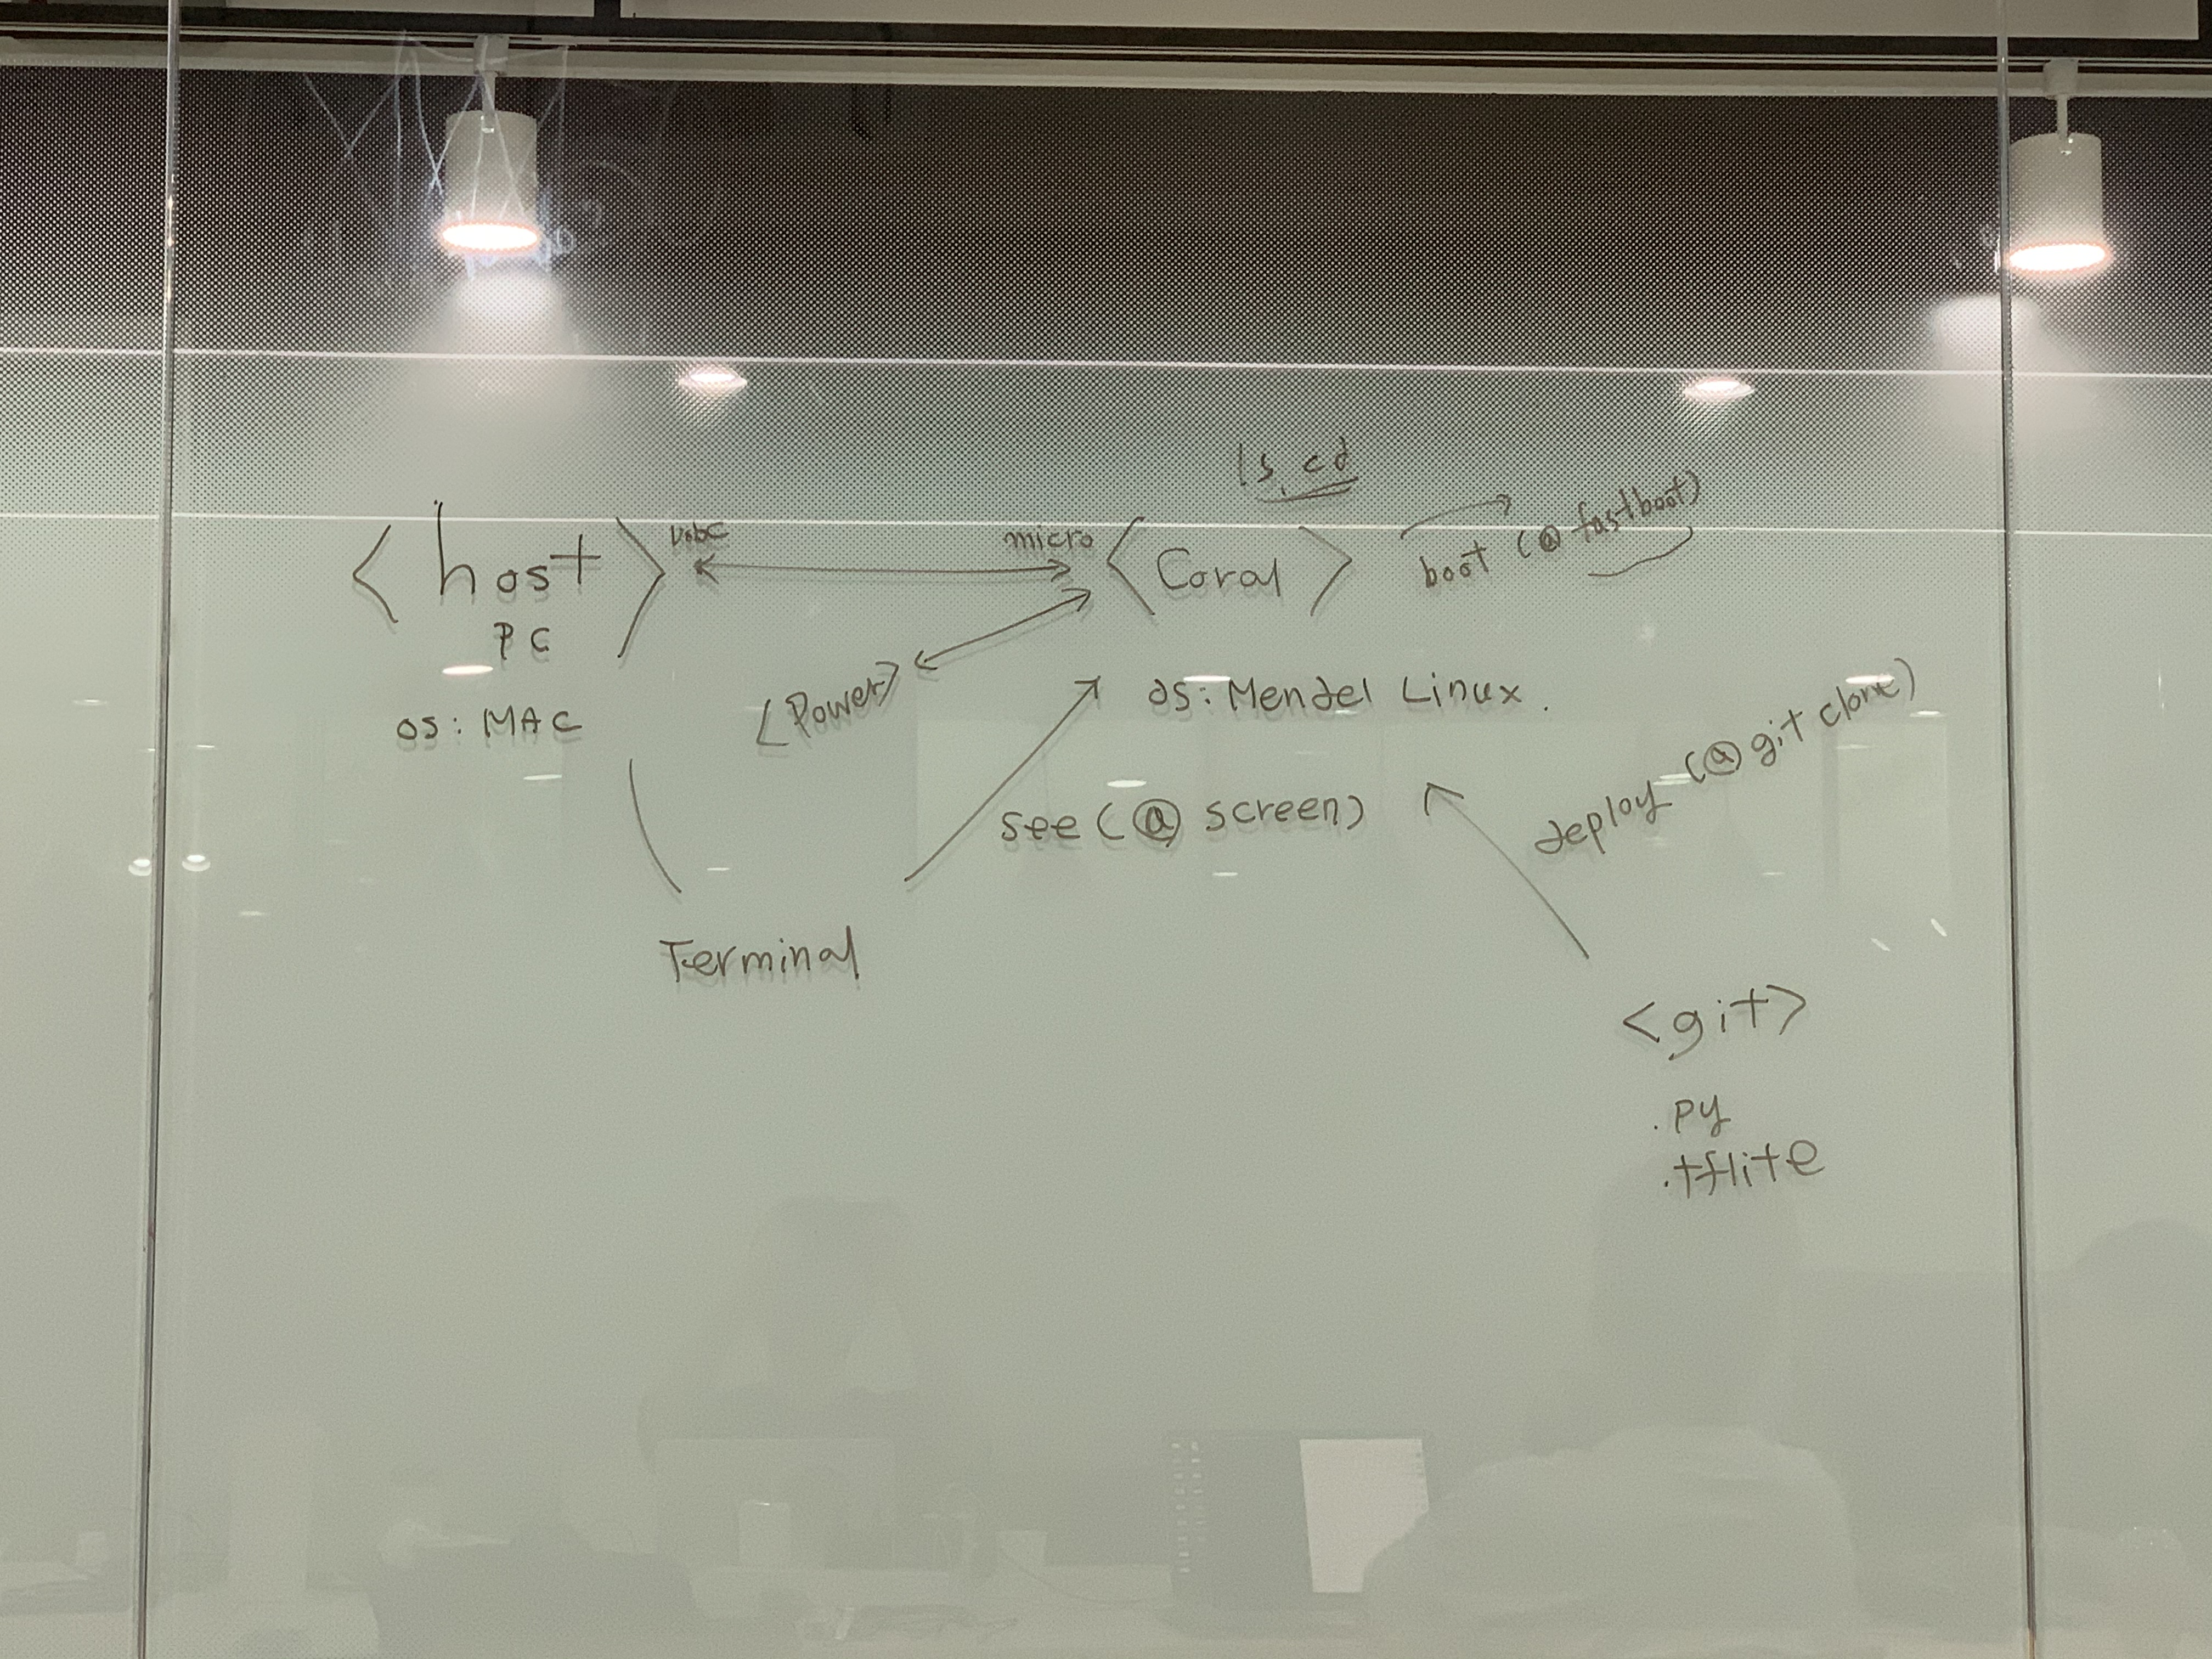 ls, cd
<host>
PC
OS: MAC
usbC
micro
<Coral>
boot (@ fastboot)
<Power>
OS: Mendel Linux.
see (@ screen)
deploy (@ git clone)
Terminal
<git>
.py
.tflite